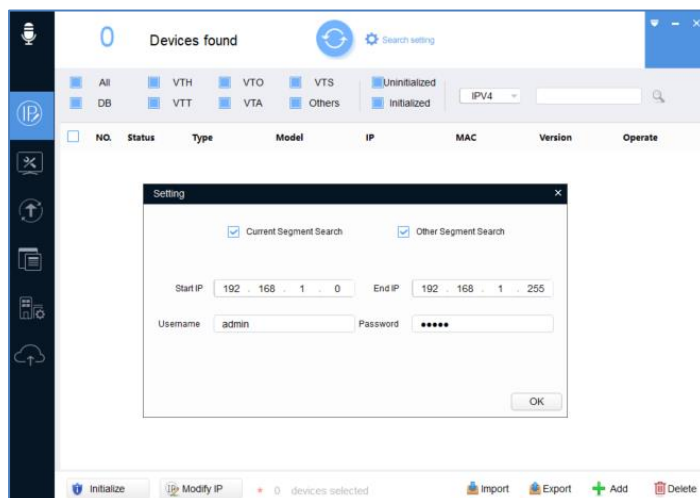 0 Devices found Search setting
All VTH VTO VTS Uninitialized
DB VTT VTA Others Initialized IPV4
NO. Status Type Model IP MAC Version Operate
Setting
Current Segment Search Other Segment Search
Start IP 192 . 168 . 1 . 0 End IP 192 . 168 . 1 . 255
Username admin Password •••••
OK
Initialize Modify IP * 0 devices selected Import Export Add Delete